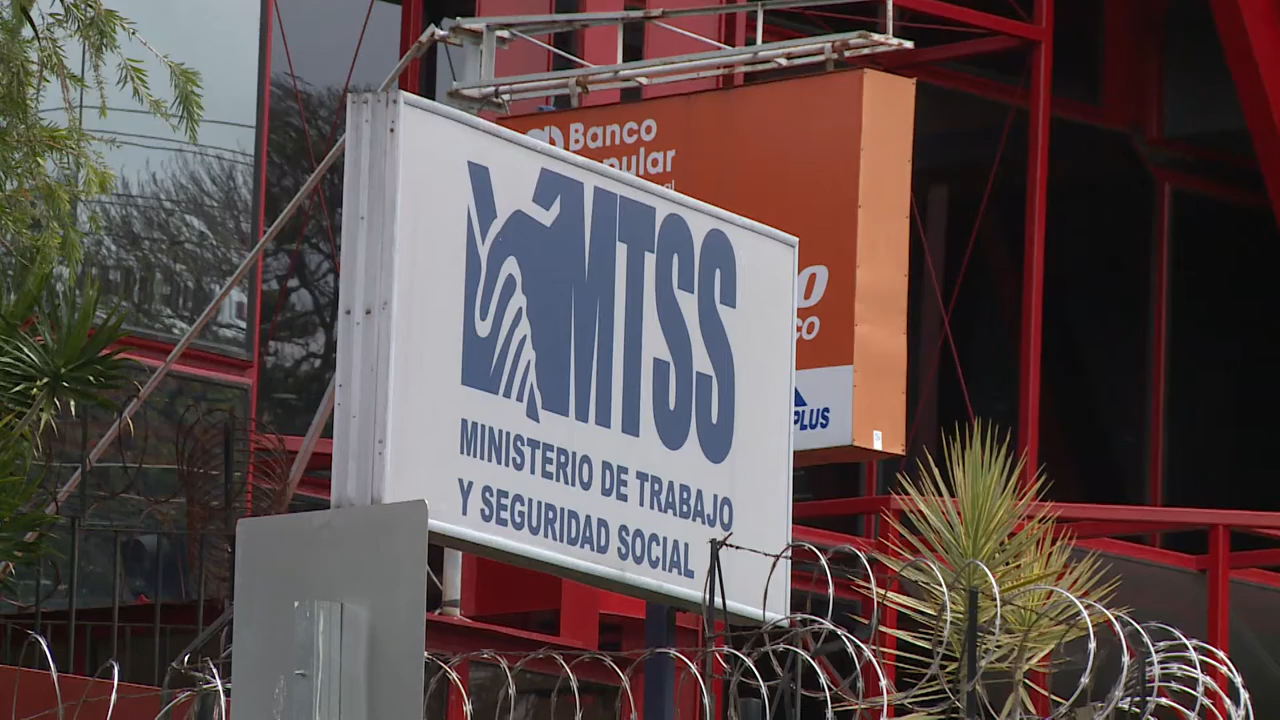 Banco
MTSS
MINISTERIO DE TRABAJO
Y SEGURIDAD SOCIAL
PLUS